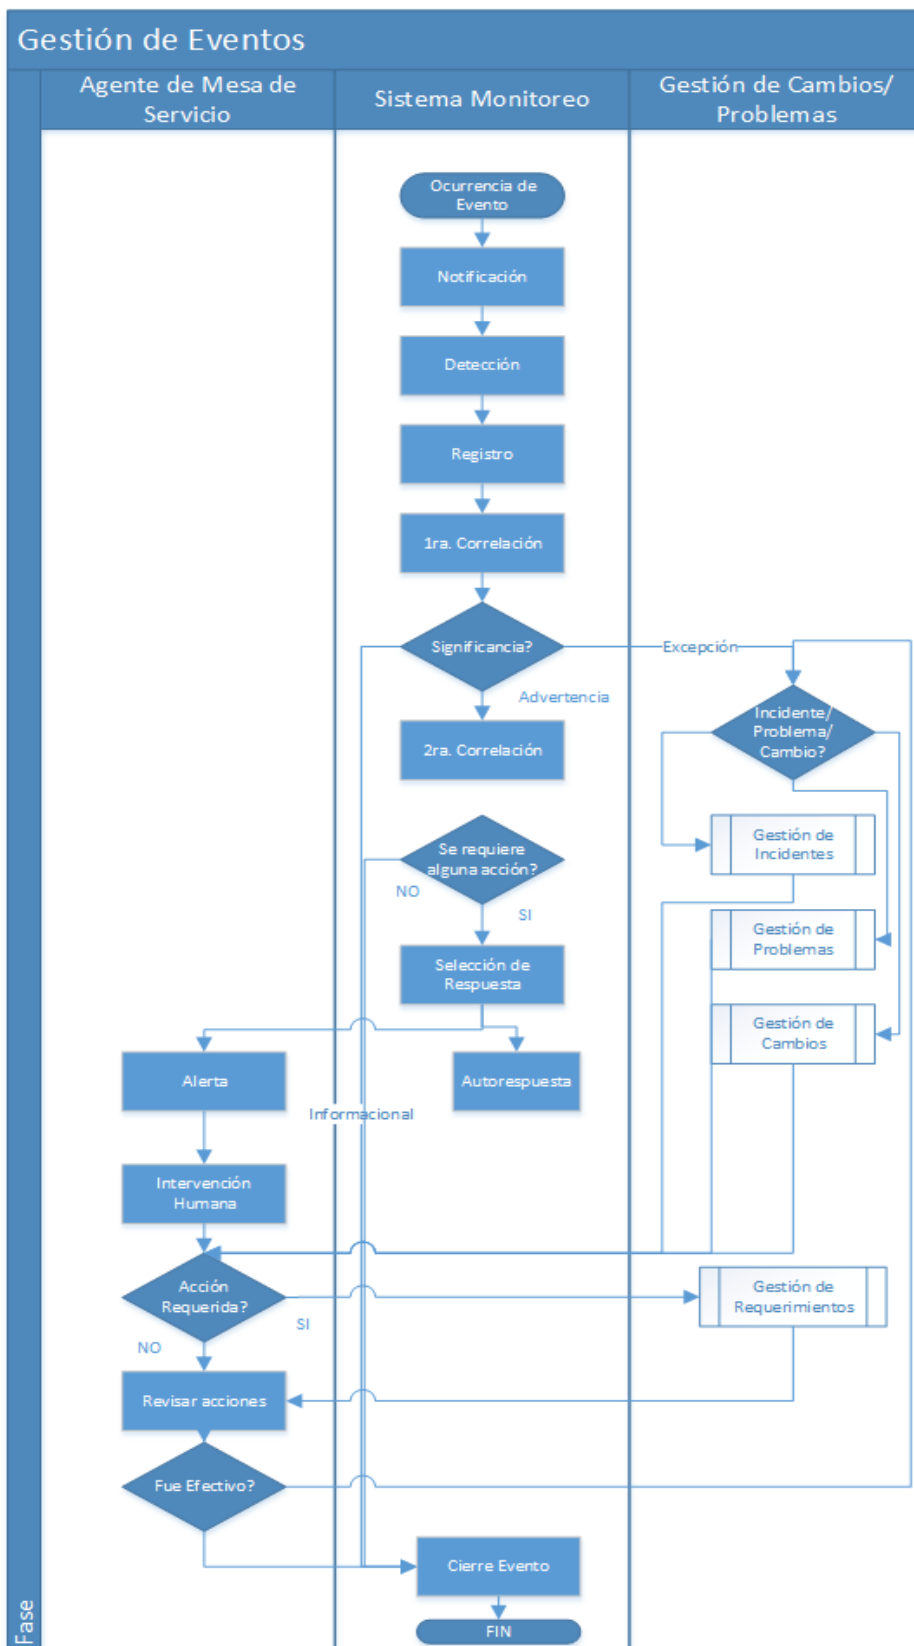 Gestión de Eventos
Agente de Mesa de
Servicio
Sistema Monitoreo
Gestión de Cambios/
Problemas
Ocurrencia de
Evento
Notificación
Detección
Registro
1ra. Correlación
Significancia?
Excepción
Advertencia
Incidente/
Problema/
Cambio?
2ra. Correlación
Gestión de
Incidentes
Se requiere
alguna acción?
NO
SI
Gestión de
Problemas
Selección de
Respuesta
Gestión de
Cambios
Alerta
Autorespuesta
Informacional
Intervención
Humana
Acción
Requerida?
SI
NO
Gestión de
Requerimientos
Revisar acciones
Fue Efectivo?
Cierre Evento
FIN
Fase